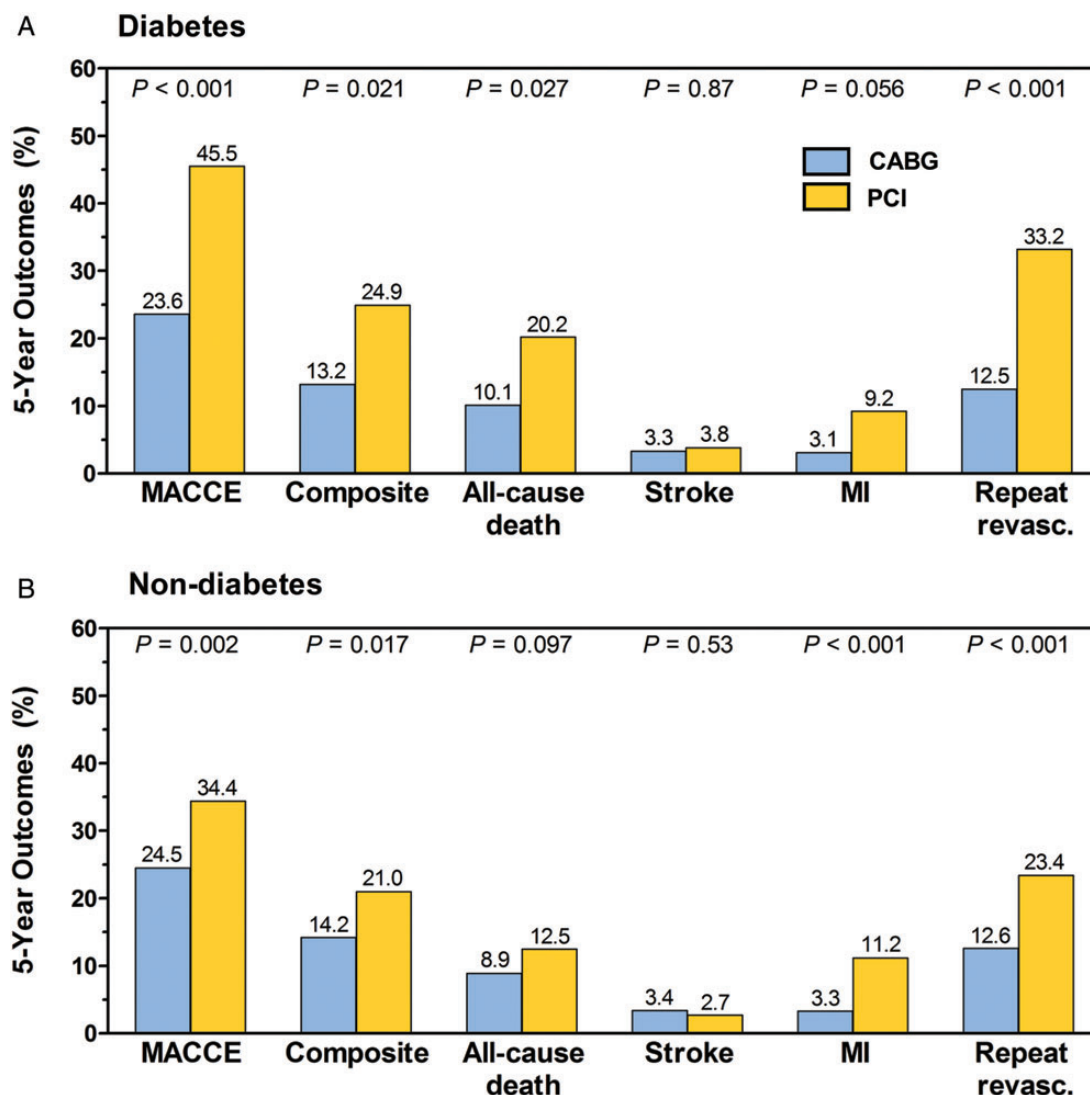 A Diabetes
60
50
40
30
20
10
0
5-Year Outcomes (%)
P < 0.001 P = 0.021 P = 0.027 P = 0.87 P = 0.056 P < 0.001
CABG
PCI
23.6 45.5 13.2 24.9 10.1 20.2 3.3 3.8 3.1 9.2 12.5 33.2
MACCE Composite All-cause Stroke MI Repeat
death revasc.
B Non-diabetes
60
50
40
30
20
10
0
5-Year Outcomes (%)
P = 0.002 P = 0.017 P = 0.097 P = 0.53 P < 0.001 P < 0.001
24.5 34.4 14.2 21.0 8.9 12.5 3.4 2.7 3.3 11.2 12.6 23.4
MACCE Composite All-cause Stroke MI Repeat
death revasc.